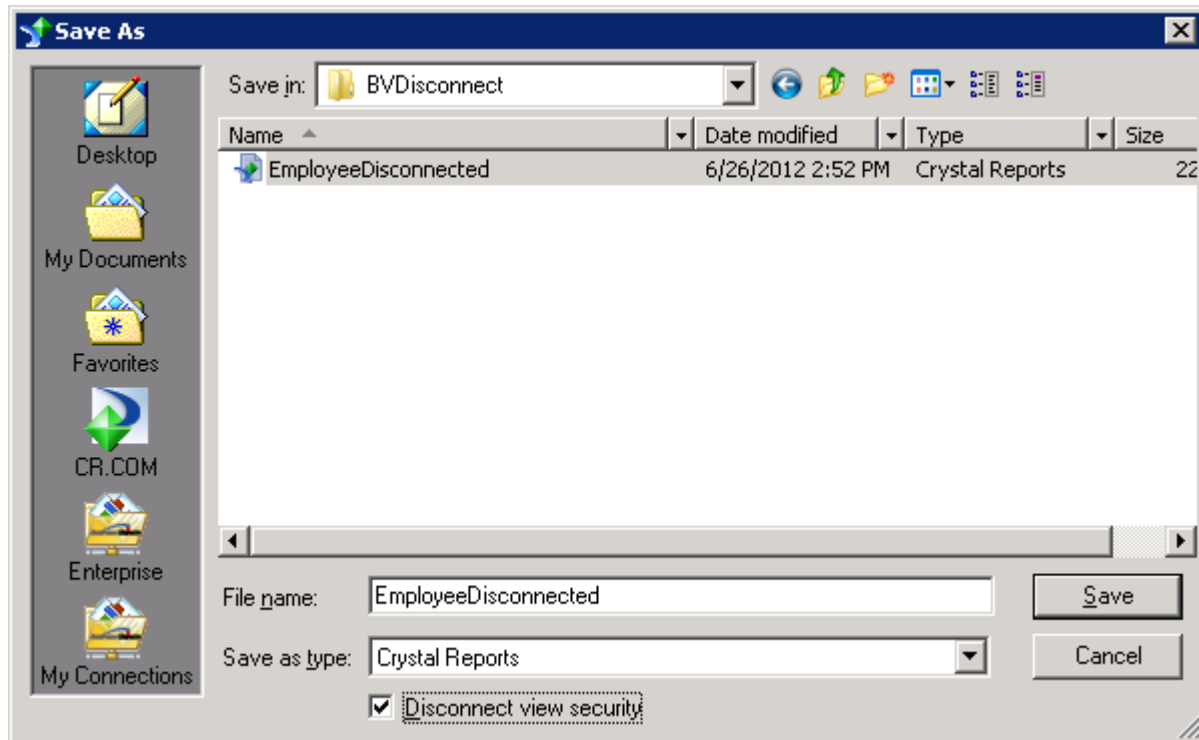 Save As
Save in: BVDisconnect
Name Date modified Type Size
EmployeeDisconnected 6/26/2012 2:52 PM Crystal Reports 22
Desktop
My Documents
Favorites
CR.COM
Enterprise
My Connections
File name: EmployeeDisconnected Save
Save as type: Crystal Reports Cancel
Disconnect view security